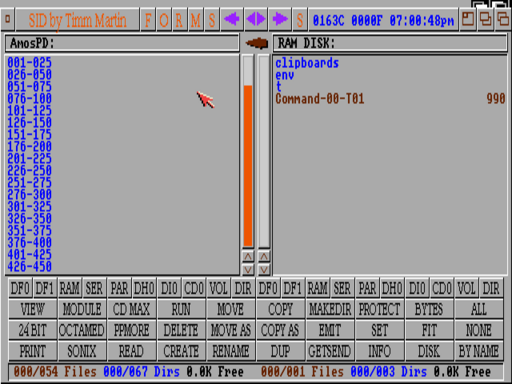 SID by Timm Martin F O R M S S 0163C 0000F 07:00:48pm
AmosPD: RAM DISK:
001-025 clipboards
026-050 env
051-075 t
076-100 Command-00-T01 990
101-125
126-150
151-175
176-200
201-225
226-250
251-275
276-300
301-325
326-350
351-375
376-400
401-425
426-450
DF0 DF1 RAM SER PAR DH0 DI0 CD0 VOL DIR DF0 DF1 RAM SER PAR DH0 DI0 CD0 VOL DIR
VIEW MODULE CD MAX RUN MOVE COPY MAKEDIR PROTECT BYTES ALL
24 BIT OCTAMED PPMORE DELETE MOVE AS COPY AS EMIT SET FIT NONE
PRINT SONIX READ CREATE RENAME DUP GETSEND INFO DISK BY NAME
000/054 Files 000/067 Dirs 0.0K Free 000/001 Files 000/003 Dirs 0.0K Free